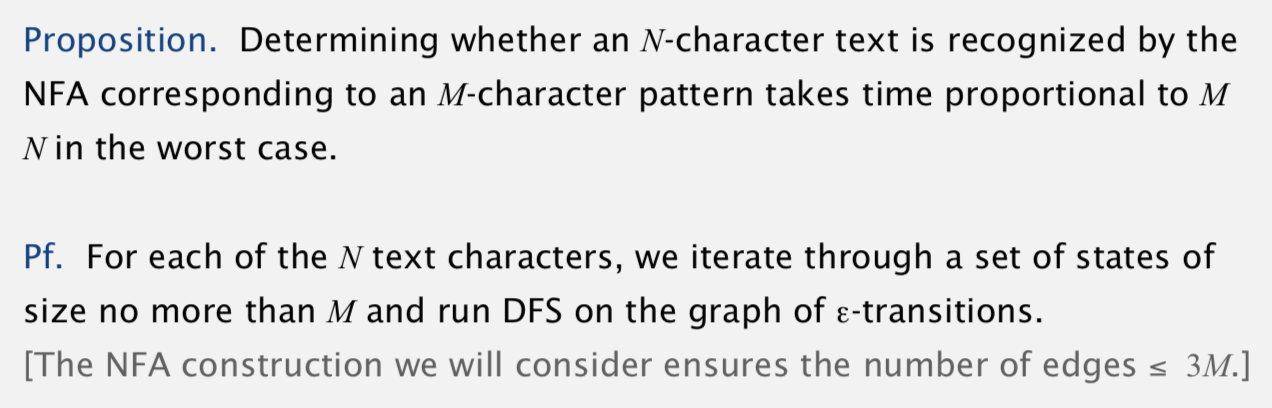 Proposition. Determining whether an N-character text is recognized by the
NFA corresponding to an M-character pattern takes time proportional to M
N in the worst case.
Pf. For each of the N text characters, we iterate through a set of states of
size no more than M and run DFS on the graph of ε-transitions.
[The NFA construction we will consider ensures the number of edges ≤ 3M.]